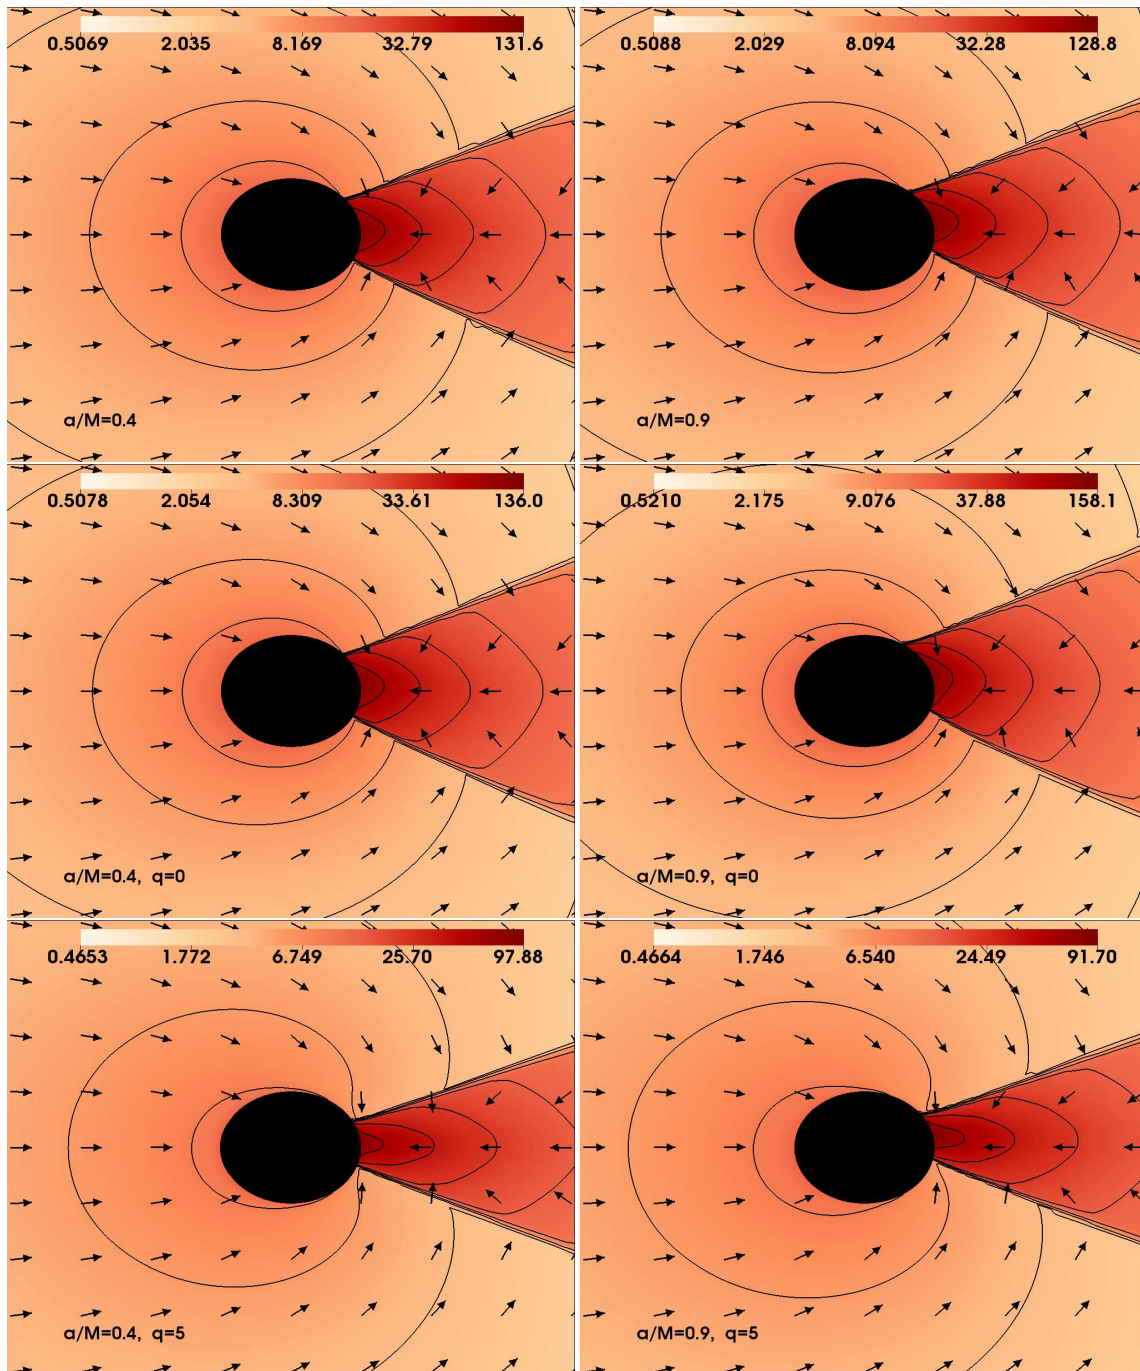 0.5069 2.035 8.169 32.79 131.6
a/M=0.4
0.5088 2.029 8.094 32.28 128.8
a/M=0.9
0.5078 2.054 8.309 33.61 136.0
a/M=0.4, q=0
0.5210 2.175 9.076 37.88 158.1
a/M=0.9, q=0
0.4653 1.772 6.749 25.70 97.88
a/M=0.4, q=5
0.4664 1.746 6.540 24.49 91.70
a/M=0.9, q=5